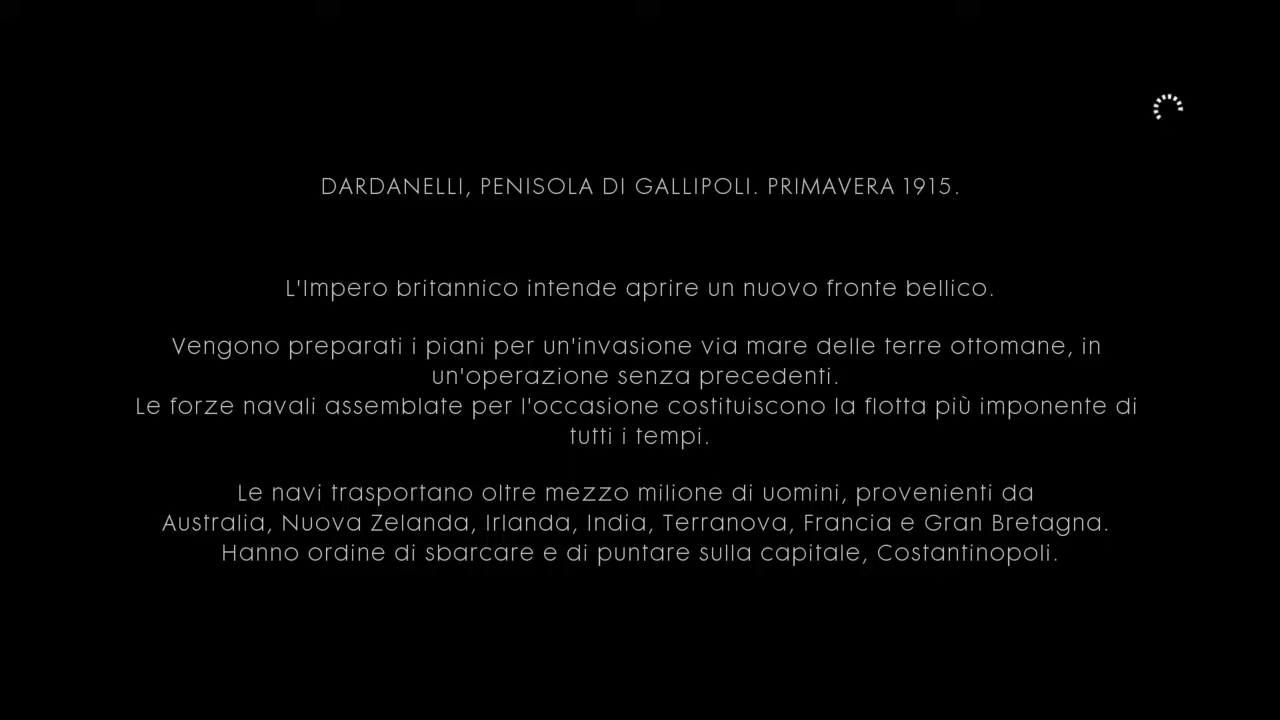 DARDANELLI, PENISOLA DI GALLIPOLI. PRIMAVERA 1915.
L'Impero britannico intende aprire un nuovo fronte bellico.
Vengono preparati i piani per un'invasione via mare delle terre ottomane, in
un'operazione senza precedenti.
Le forze navali assemblate per l'occasione costituiscono la flotta più imponente di
tutti i tempi.
Le navi trasportano oltre mezzo milione di uomini, provenienti da
Australia, Nuova Zelanda, Irlanda, India, Terranova, Francia e Gran Bretagna.
Hanno ordine di sbarcare e di puntare sulla capitale, Costantinopoli.